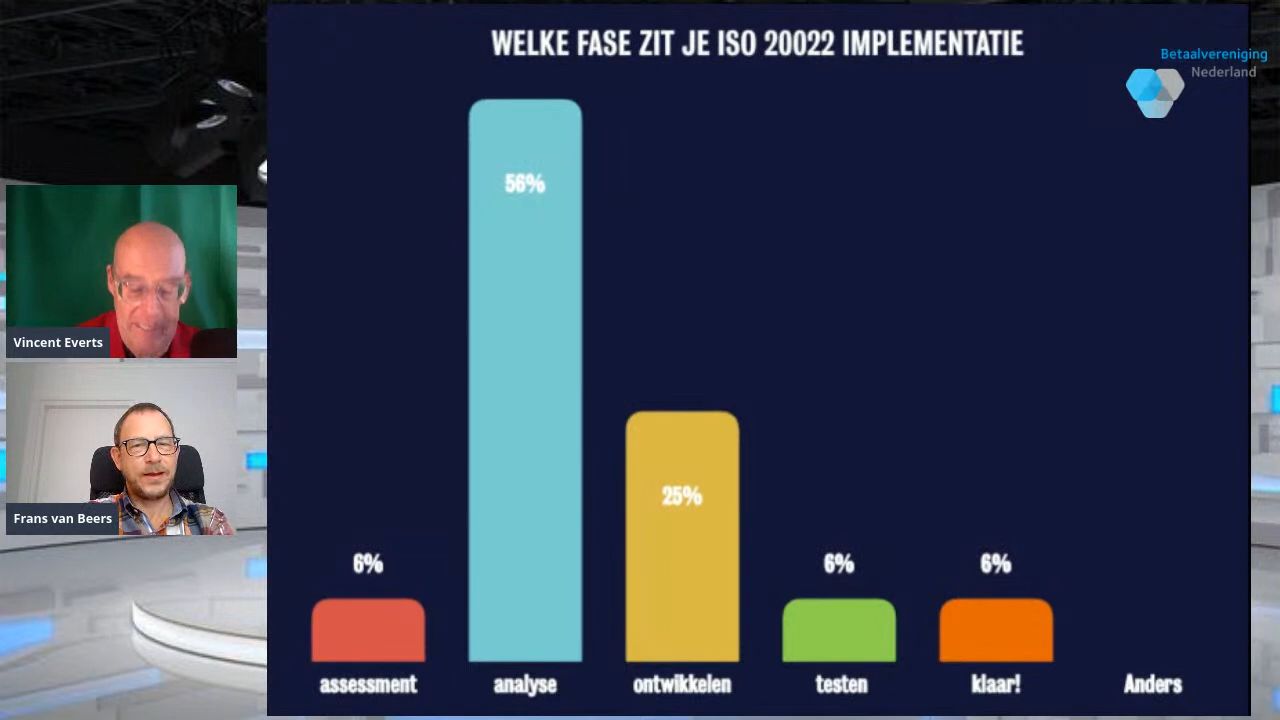 WELKE FASE ZIT JE ISO 20022 IMPLEMENTATIE
Betaalvereniging
Nederland
56%
25%
6%
6%
6%
assessment
analyse
ontwikkelen
testen
klaar!
Anders
Vincent Everts
Frans van Beers